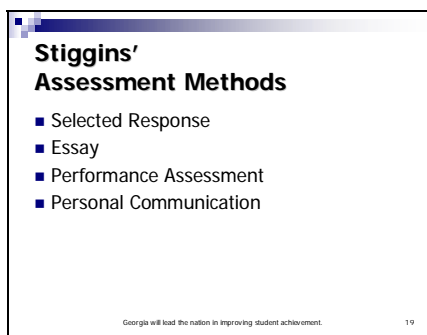 Stiggins'
Assessment Methods
Selected Response
Essay
Performance Assessment
Personal Communication
Georgia will lead the nation in improving student achievement. 19